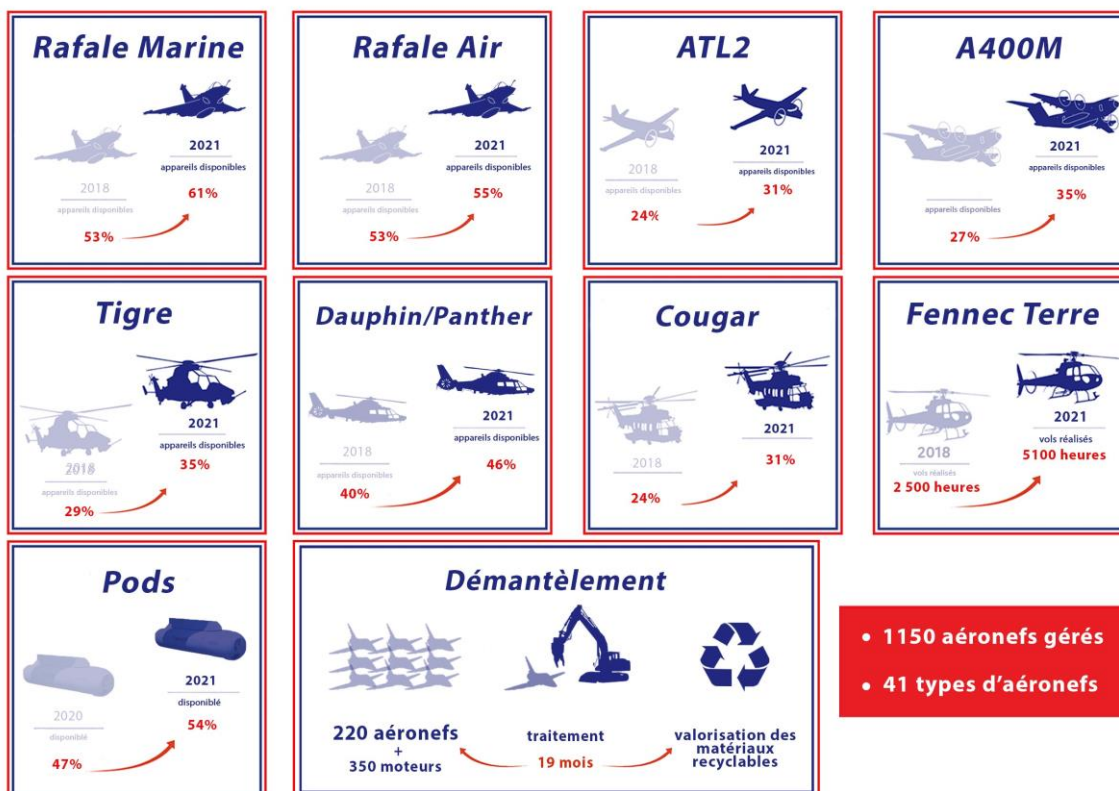 Rafale Marine
2018
appareils disponibles
53%
2021
appareils disponibles
61%
Rafale Air
2018
appareils disponibles
53%
2021
appareils disponibles
55%
ATL2
2018
appareils disponibles
24%
2021
appareils disponibles
31%
A400M
appareils disponibles
27%
2021
appareils disponibles
35%
Tigre
2018
appareils disponibles
29%
2021
appareils disponibles
35%
Dauphin/Panther
2018
appareils disponibles
40%
2021
appareils disponibles
46%
Cougar
2018
24%
2021
31%
Fennec Terre
2018
vols réalisés
2 500 heures
2021
vols réalisés
5100 heures
Pods
2020
disponiblé
47%
2021
disponiblé
54%
Démantèlement
220 aéronefs
+
350 moteurs
traitement
19 mois
valorisation des
matériaux
recyclables
• 1150 aéronefs gérés
• 41 types d'aéronefs